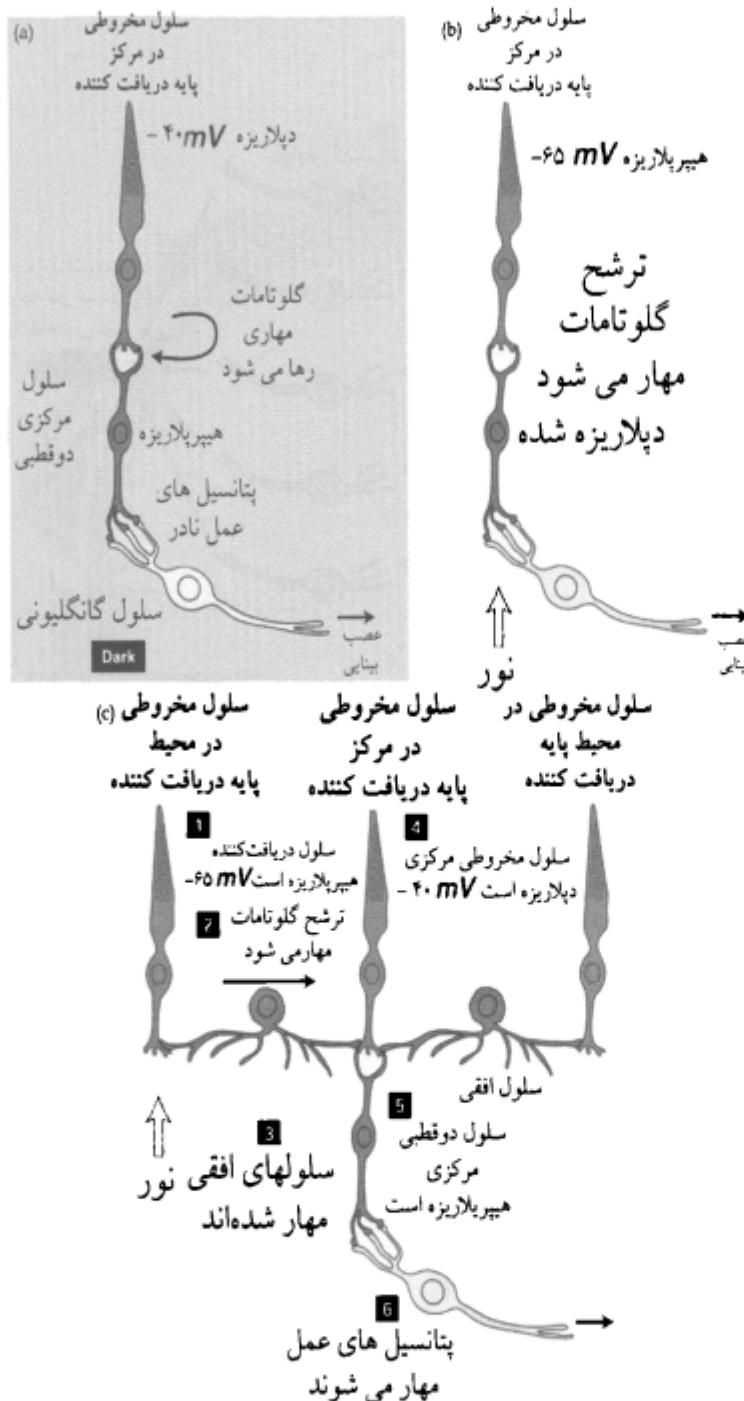 (a)
سلول مخروطی
در مرکز
پایه دریافت کننده
دپلاریزه -۴۰mV
گلوتامات
مهاری
رها می شود
سلول
مرکزی
دوقطبی
هیپرپلاریزه
پتانسیل های
عمل نادر
سلول گانگلیونی
Dark
عصب
بینایی
(b)
سلول مخروطی
در مرکز
پایه دریافت کننده
هیپرپلاریزه -۶۵ mV
ترشح
گلوتامات
مهار می شود
دپلاریزه شده
نور
(c)
سلول مخروطی
در محیط
پایه دریافت کننده
سلول مخروطی
در مرکز
پایه دریافت کننده
سلول مخروطی در
محیط پایه
دریافت کننده
1
سلول دریافت‌کننده
هیپرپلاریزه است -۶۵mV
2
ترشح گلوتامات
مهارمی شود
4
سلول مخروطی مرکزی
دپلاریزه است -۴۰ mV
سلول افقی
3
سلولهای افقی
مهار شده‌اند
نور
5
سلول دوقطبی
مرکزی
هیپرپلاریزه است
6
پتانسیل های عمل
مهار می شوند